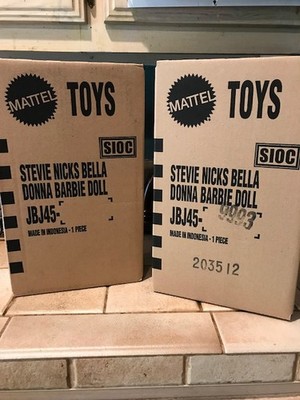 MATTEL TOYS
SIOC
STEVIE NICKS BELLA
DONNA BARBIE DOLL
JBJ45-
MADE IN INDONESIA - 1 PIECE
MATTEL TOYS
SIOC
STEVIE NICKS BELLA
DONNA BARBIE DOLL
JBJ45- 9993
MADE IN INDONESIA - 1 PIECE
203512